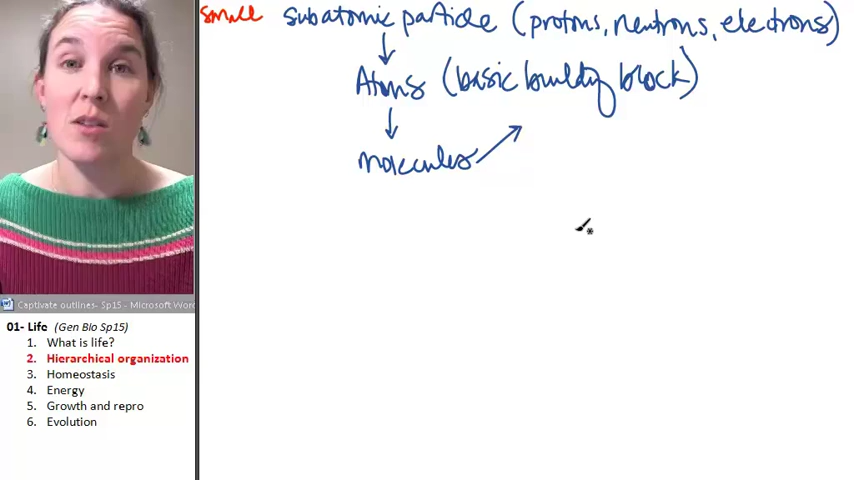 small subatomic particle (protons, neutrons, electrons)
Atoms (basic building block)
molecules
Captivate outlines- Sp15 - Microsoft Wor
01- Life (Gen Bio Sp15)
1. What is life?
2. Hierarchical organization
3. Homeostasis
4. Energy
5. Growth and repro
6. Evolution